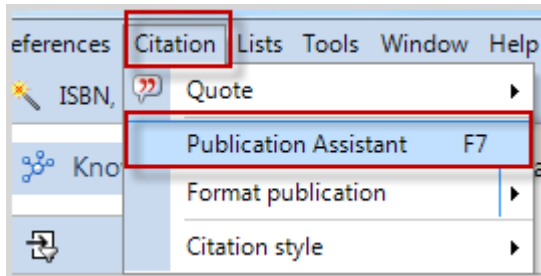 eferences Citation Lists Tools Window Help
ISBN, Quote
Publication Assistant F7
Kno
Format publication
Citation style